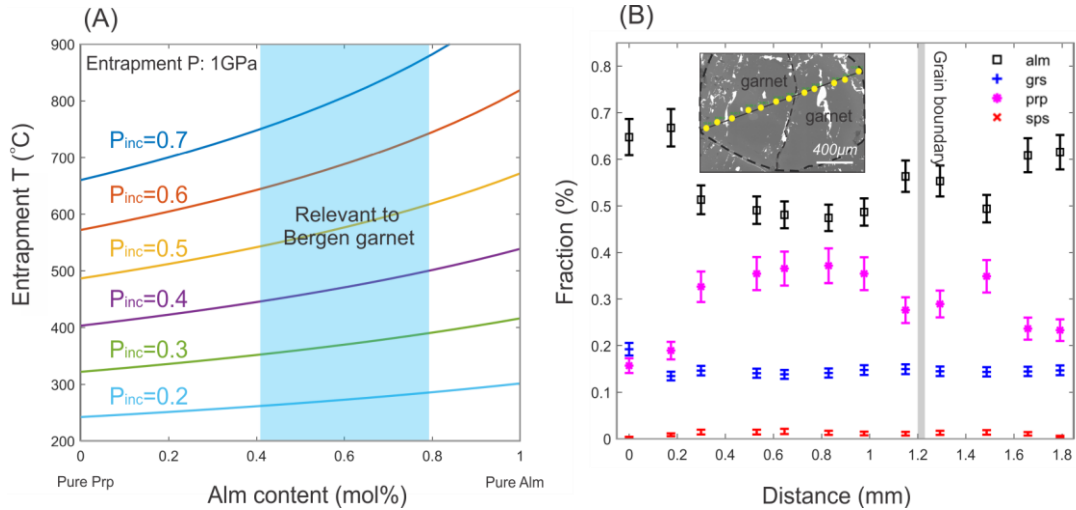 (A)
900
800
700
600
500
400
300
200
Entrapment T (°C)
Entrapment P: 1GPa
Pinc=0.7
Pinc=0.6
Pinc=0.5
Pinc=0.4
Pinc=0.3
Pinc=0.2
Relevant to
Bergen garnet
0 0.2 0.4 0.6 0.8 1
Pure Prp
Pure Alm
Alm content (mol%)
(B)
0.8
0.7
0.6
0.5
0.4
0.3
0.2
0.1
0
Fraction (%)
garnet
garnet
400μm
Grain boundary
alm
grs
prp
sps
0 0.2 0.4 0.6 0.8 1 1.2 1.4 1.6 1.8
Distance (mm)